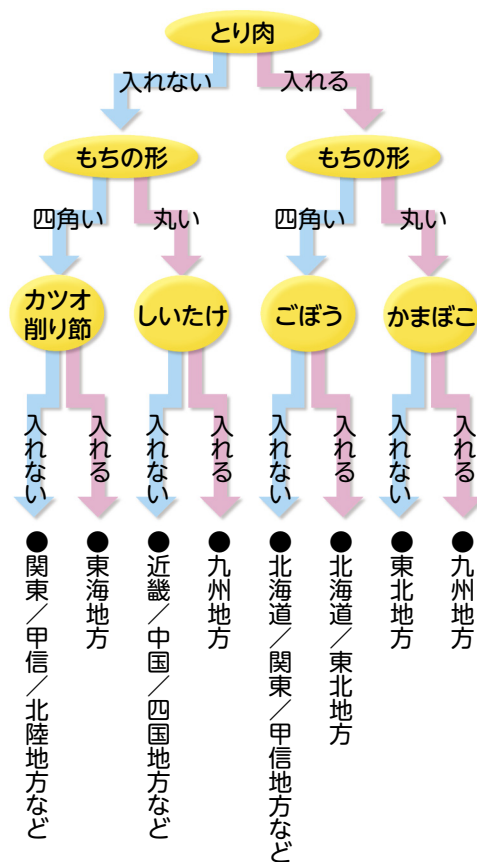 とり肉
入れない
入れる
もちの形
もちの形
四角い
丸い
四角い
丸い
カツオ
削り節
しいたけ
ごぼう
かまぼこ
入れない
入れる
入れない
入れる
入れない
入れる
入れない
入れる
●関東／甲信／北陸地方など
●東海地方
●近畿／中国／四国地方など
●九州地方
●北海道／関東／甲信地方など
●北海道／東北地方
●東北地方
●九州地方